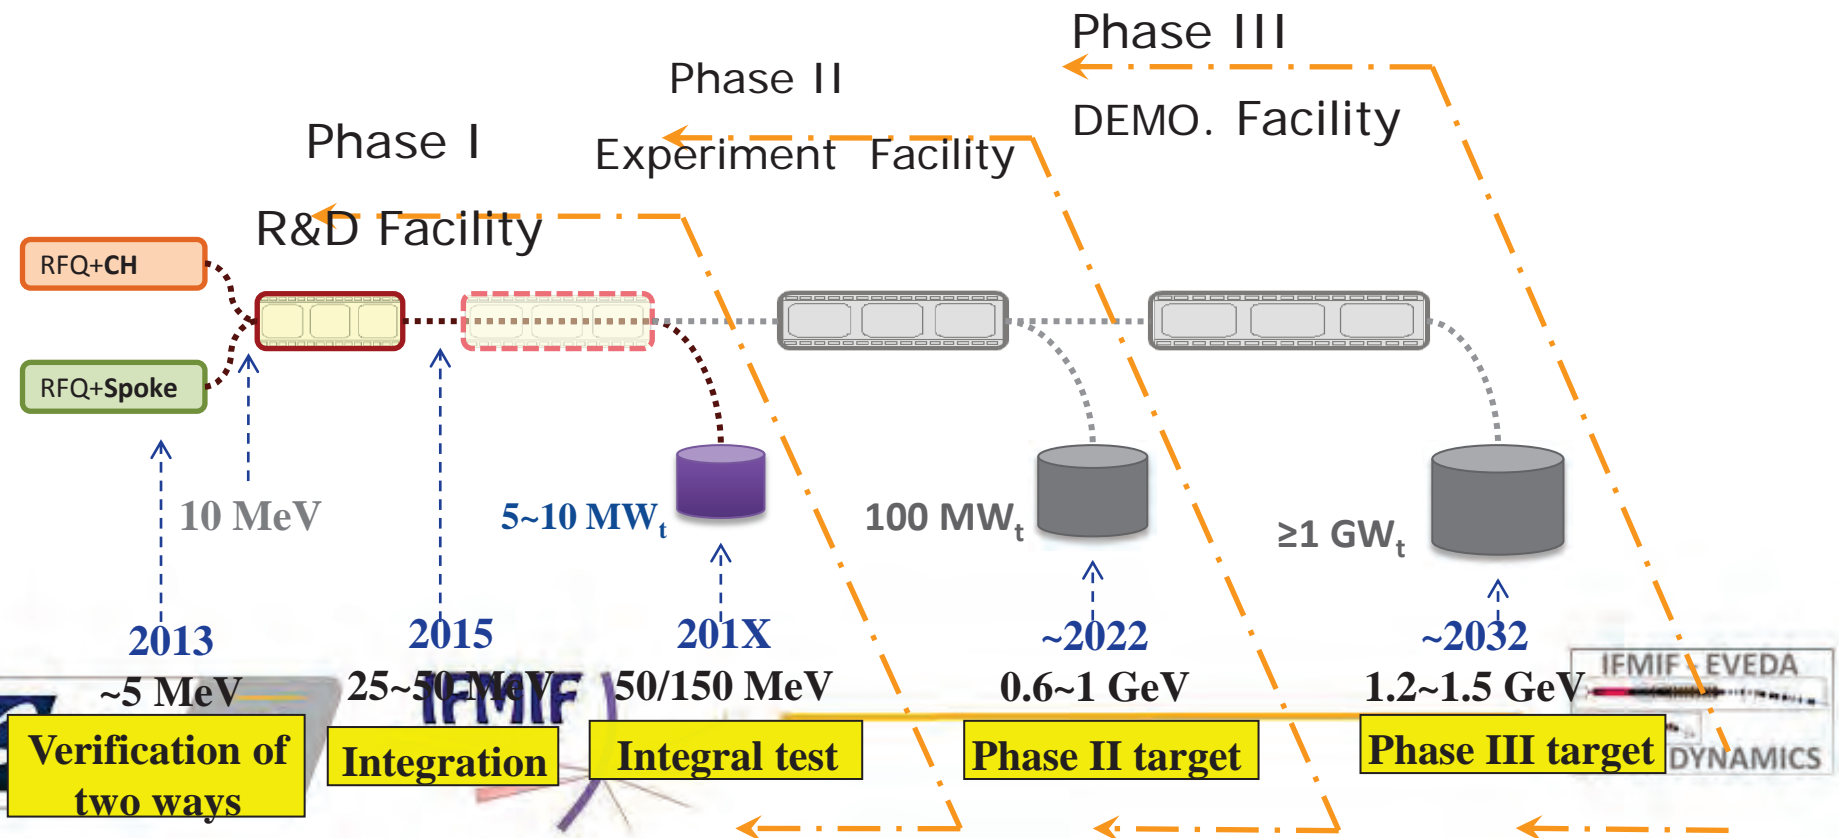 Phase III
DEMO. Facility
Phase II
Experiment Facility
Phase I
R&D Facility
RFQ+CH
RFQ+Spoke
10 MeV
5~10 MWt
100 MWt
≥1 GWt
2013
~5 MeV
Verification of
two ways
2015
25~50 MeV
Integration
201X
50/150 MeV
Integral test
~2022
0.6~1 GeV
Phase II target
~2032
1.2~1.5 GeV
Phase III target
IFMIF
IFMIF - EVEDA
DYNAMICS